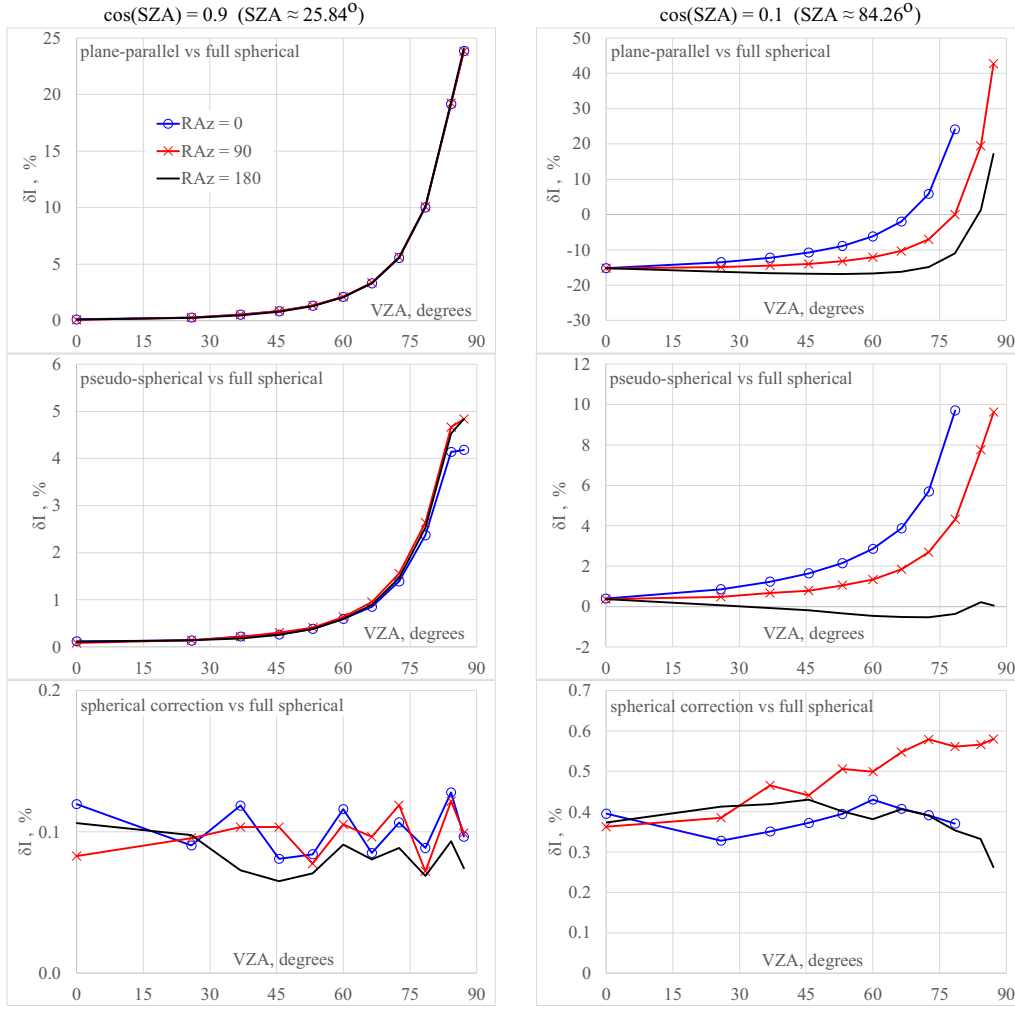 cos(SZA) = 0.9 (SZA ≈ 25.84⁰)
plane-parallel vs full spherical
25
20
15
10
5
0
δI , %
RAz = 0
RAz = 90
RAz = 180
VZA, degrees
0 15 30 45 60 75 90
cos(SZA) = 0.1 (SZA ≈ 84.26⁰)
plane-parallel vs full spherical
50
40
30
20
10
0
-10
-20
-30
δI , %
VZA, degrees
0 15 30 45 60 75 90
pseudo-spherical vs full spherical
6
5
4
3
2
1
0
δI , %
VZA, degrees
0 15 30 45 60 75 90
pseudo-spherical vs full spherical
12
10
8
6
4
2
0
-2
δI , %
VZA, degrees
0 15 30 45 60 75 90
spherical correction vs full spherical
0.2
0.1
0.0
δI , %
VZA, degrees
0 15 30 45 60 75 90
spherical correction vs full spherical
0.7
0.6
0.5
0.4
0.3
0.2
0.1
0
δI , %
VZA, degrees
0 15 30 45 60 75 90